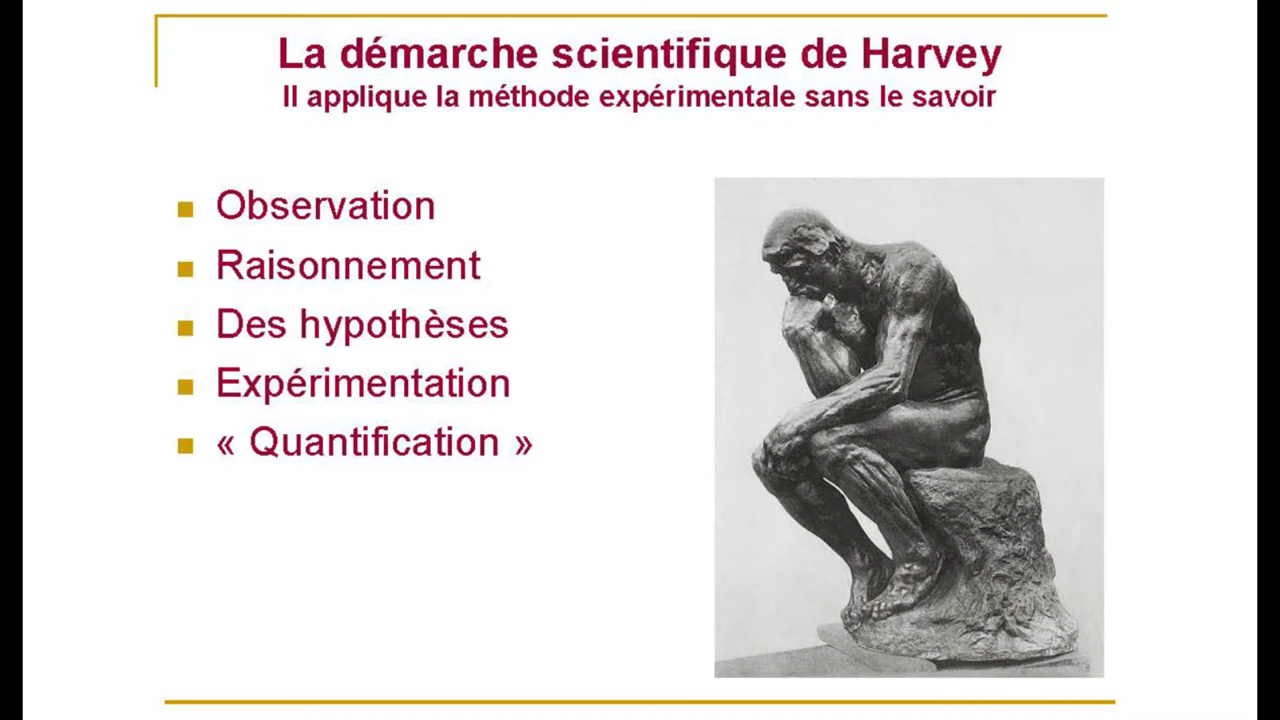 La démarche scientifique de Harvey
Il applique la méthode expérimentale sans le savoir
Observation
Raisonnement
Des hypothèses
Expérimentation
« Quantification »